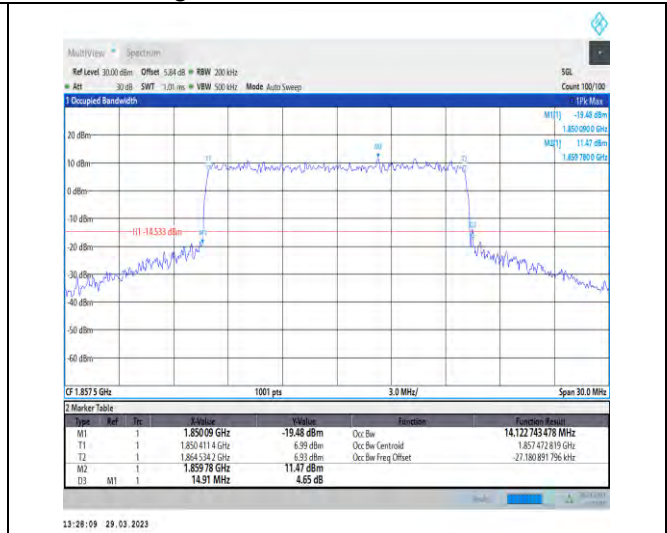 MultiView Spectrum
Ref Level 30.00 dBm Offset 5.84 dB RBW 200 kHz SGL
Att 30 dB SWT 1.01 ms VBW 500 kHz Mode Auto Sweep Count 100/100
1 Occupied Bandwidth 1Pk Max
M1[1] -19.48 dBm
1.850 090 0 GHz
M2[1] 11.47 dBm
1.859 780 0 GHz
20 dBm
M2
T1 T2
10 dBm
0 dBm
-10 dBm
H1 -14.533 dBm
-20 dBm
-30 dBm
-40 dBm
-50 dBm
-60 dBm
CF 1.857 5 GHz 1001 pts 3.0 MHz/ Span 30.0 MHz
2 Marker Table
Type Ref Trc X-Value Y-Value Function Function Result
M1 1 1.850 09 GHz -19.48 dBm Occ Bw 14.122 743 478 MHz
T1 1 1.850 411 4 GHz 6.99 dBm Occ Bw Centroid 1.857 472 819 GHz
T2 1 1.864 534 2 GHz 6.93 dBm Occ Bw Freq Offset -27.180 891 796 kHz
M2 1 1.859 78 GHz 11.47 dBm
D3 M1 1 14.91 MHz 4.65 dB
13:28:09 29.03.2023